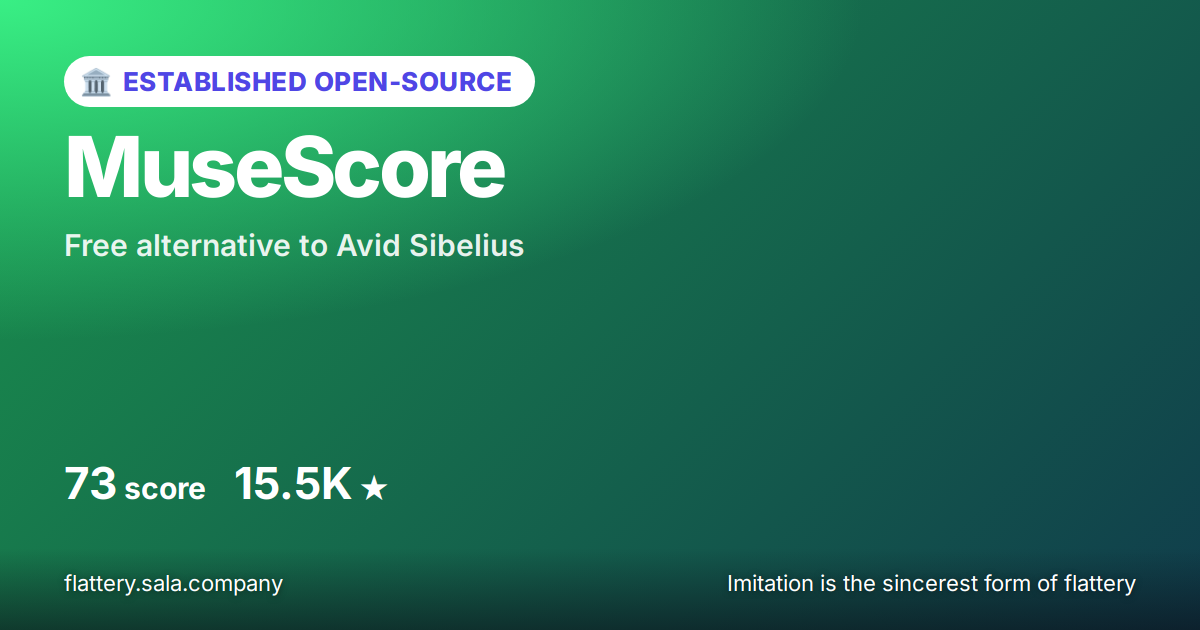 🏛️ ESTABLISHED OPEN-SOURCE
MuseScore
Free alternative to Avid Sibelius
73 score 15.5K ★
flattery.sala.company
Imitation is the sincerest form of flattery